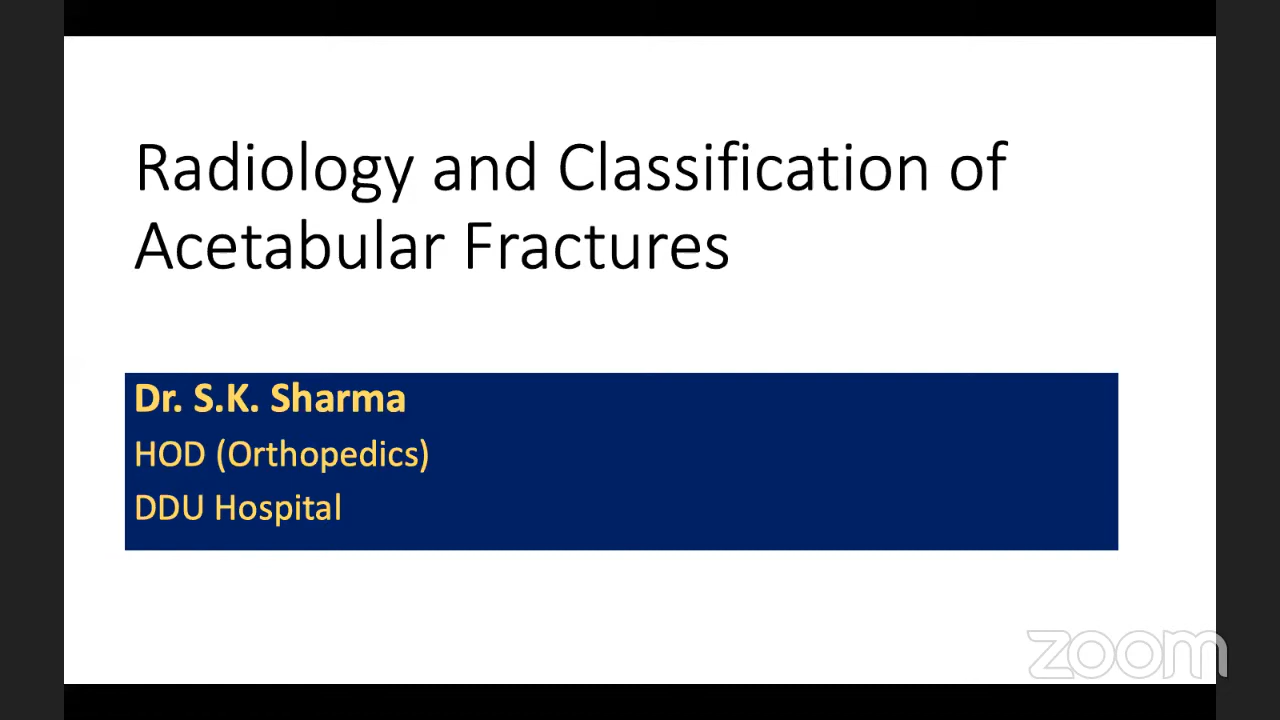 Radiology and Classification of
Acetabular Fractures
Dr. S.K. Sharma
HOD (Orthopedics)
DDU Hospital
zoom